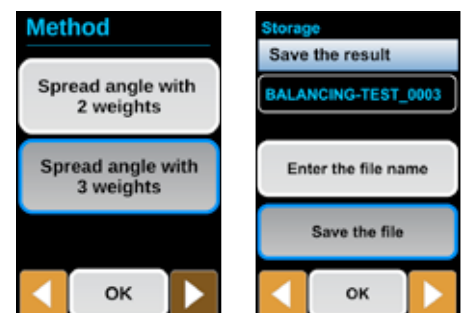 Method
Spread angle with
2 weights
Spread angle with
3 weights
OK
Storage
Save the result
BALANCING-TEST_0003
Enter the file name
Save the file
OK